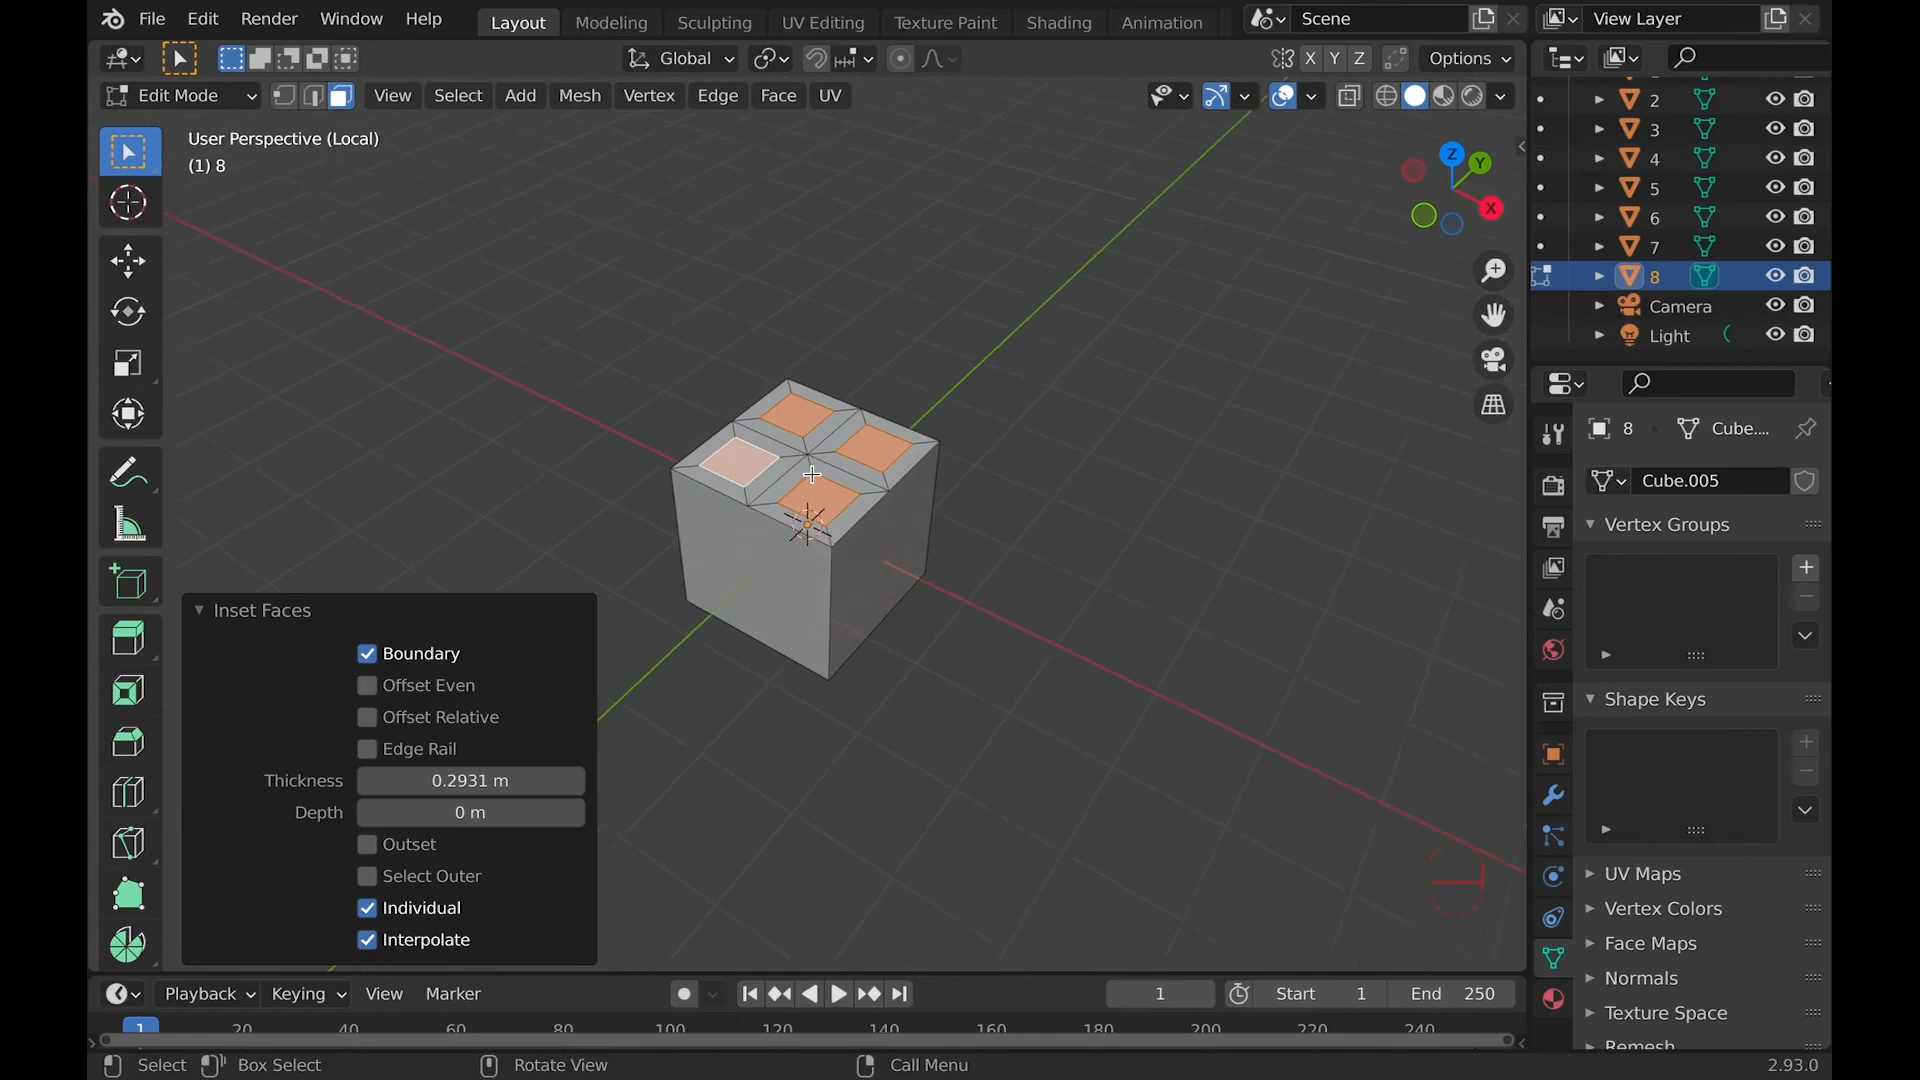 File Edit Render Window Help Layout Modeling Sculpting UV Editing Texture Paint Shading Animation Scene View Layer
Global X Y Z Options
Edit Mode View Select Add Mesh Vertex Edge Face UV
User Perspective (Local)
(1) 8
Z
Y
X
2
3
4
5
6
7
8
Camera
Light
8 Cube....
Cube.005
Vertex Groups
Shape Keys
UV Maps
Vertex Colors
Face Maps
Normals
Texture Space
Remesh
Inset Faces
Boundary
Offset Even
Offset Relative
Edge Rail
Thickness 0.2931 m
Depth 0 m
Outset
Select Outer
Individual
Interpolate
Playback Keying View Marker 1 Start 1 End 250
1 20 40 60 80 100 120 140 160 180 200 220 240
Select Box Select Rotate View Call Menu 2.93.0